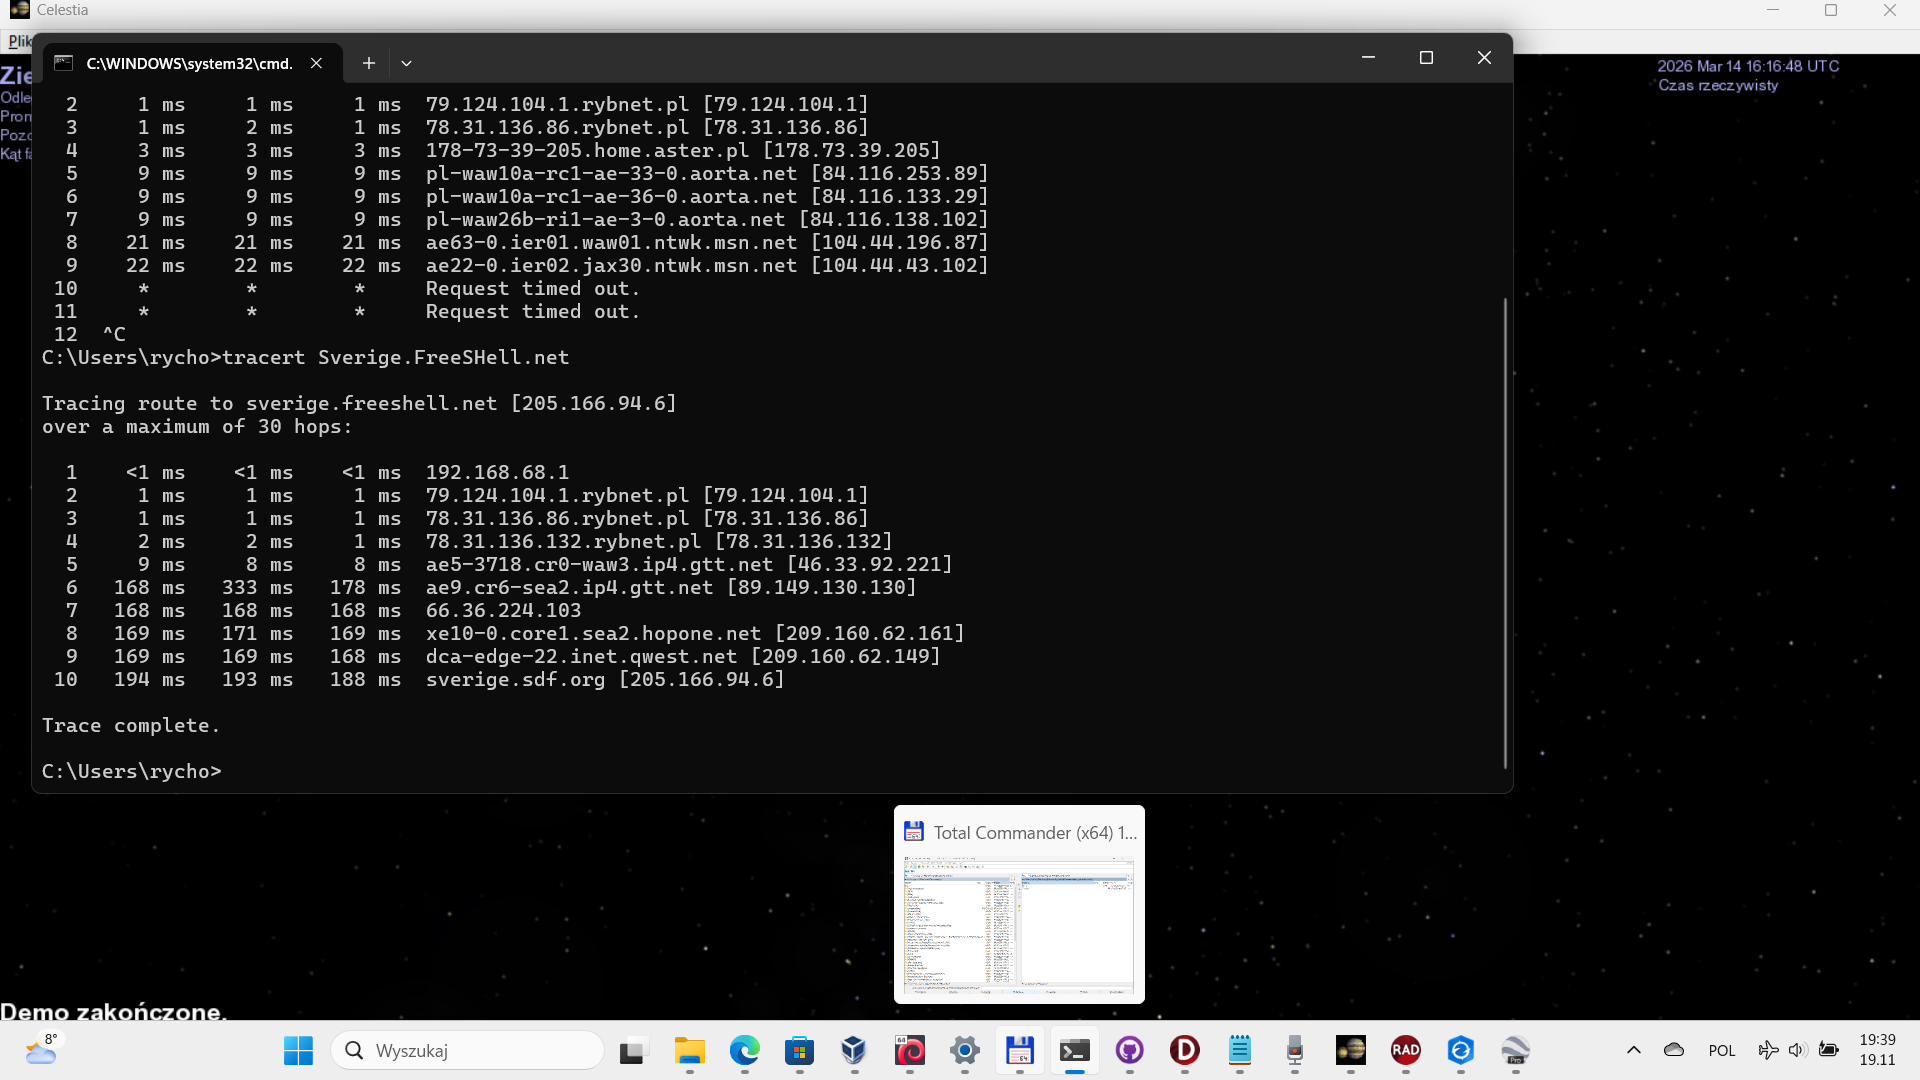 Celestia
Plik
C:\WINDOWS\system32\cmd.
2026 Mar 14 16:16:48 UTC
Czas rzeczywisty
2 1 ms 1 ms 1 ms 79.124.104.1.rybnet.pl [79.124.104.1]
3 1 ms 2 ms 1 ms 78.31.136.86.rybnet.pl [78.31.136.86]
4 3 ms 3 ms 3 ms 178-73-39-205.home.aster.pl [178.73.39.205]
5 9 ms 9 ms 9 ms pl-waw10a-rc1-ae-33-0.aorta.net [84.116.253.89]
6 9 ms 9 ms 9 ms pl-waw10a-rc1-ae-36-0.aorta.net [84.116.133.29]
7 9 ms 9 ms 9 ms pl-waw26b-ri1-ae-3-0.aorta.net [84.116.138.102]
8 21 ms 21 ms 21 ms ae63-0.ier01.waw01.ntwk.msn.net [104.44.196.87]
9 22 ms 22 ms 22 ms ae22-0.ier02.jax30.ntwk.msn.net [104.44.43.102]
10 * * * Request timed out.
11 * * * Request timed out.
12 ^C
C:\Users\rycho>tracert Sverige.FreeSHell.net
Tracing route to sverige.freeshell.net [205.166.94.6]
over a maximum of 30 hops:
1 <1 ms <1 ms <1 ms 192.168.68.1
2 1 ms 1 ms 1 ms 79.124.104.1.rybnet.pl [79.124.104.1]
3 1 ms 1 ms 1 ms 78.31.136.86.rybnet.pl [78.31.136.86]
4 2 ms 2 ms 1 ms 78.31.136.132.rybnet.pl [78.31.136.132]
5 9 ms 8 ms 8 ms ae5-3718.cr0-waw3.ip4.gtt.net [46.33.92.221]
6 168 ms 333 ms 178 ms ae9.cr6-sea2.ip4.gtt.net [89.149.130.130]
7 168 ms 168 ms 168 ms 66.36.224.103
8 169 ms 171 ms 169 ms xe10-0.core1.sea2.hopone.net [209.160.62.161]
9 169 ms 169 ms 168 ms dca-edge-22.inet.qwest.net [209.160.62.149]
10 194 ms 193 ms 188 ms sverige.sdf.org [205.166.94.6]
Trace complete.
C:\Users\rycho>
Total Commander (x64) 1...
Demo zakończone.
8°
Wyszukaj
64
64
RAD
Pro
POL
19:39
19.11